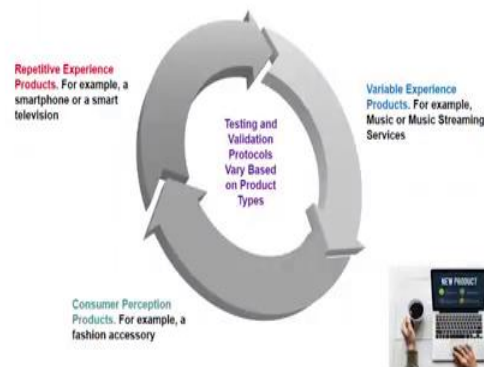 Repetitive Experience
Products. For example, a
smartphone or a smart
television
Testing and
Validation
Protocols
Vary Based
on Product
Types
Variable Experience
Products. For example,
Music or Music Streaming
Services
Consumer Perception
Products. For example, a
fashion accessory
NEW PRODUCT